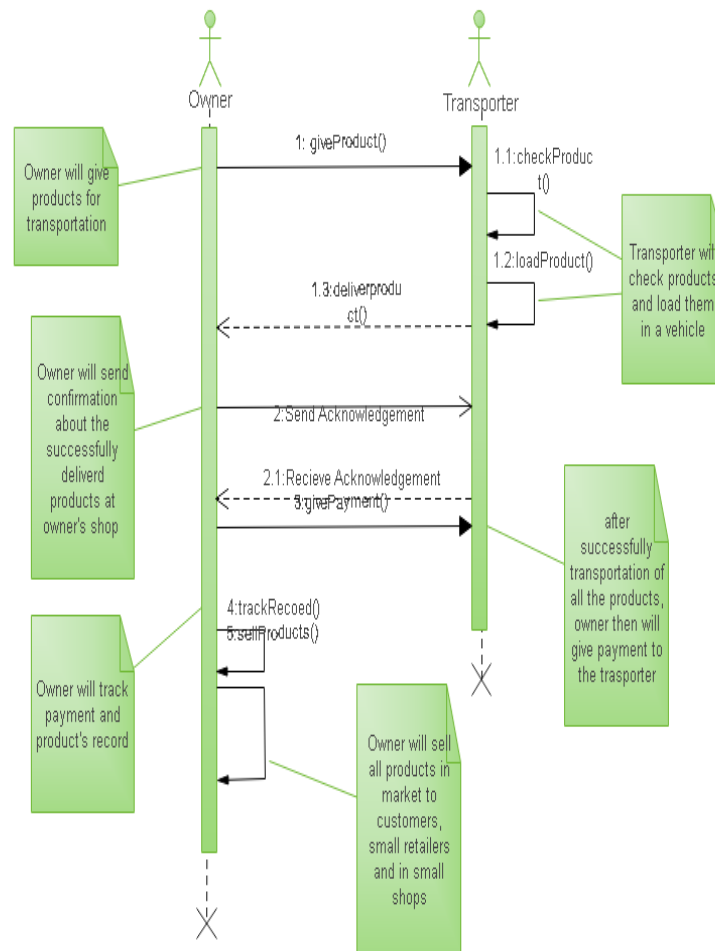 Owner
Transporter
1: giveProduct()
1.1:checkProduc
t()
Owner will give
products for
transportation
1.2:loadProduct()
Transporter will
check products
and load them
in a vehicle
1.3:deliverprodu
ct()
Owner will send
confirmation
about the
successfully
deliverd
products at
owner's shop
2:Send Acknowledgement
2.1:Recieve Acknowledgement
3:givePayment()
after
successfully
transportation of
all the products,
owner then will
give payment to
the trasporter
4:trackRecoed()
5:sellProducts()
Owner will track
payment and
product's record
Owner will sell
all products in
market to
customers,
small retailers
and in small
shops